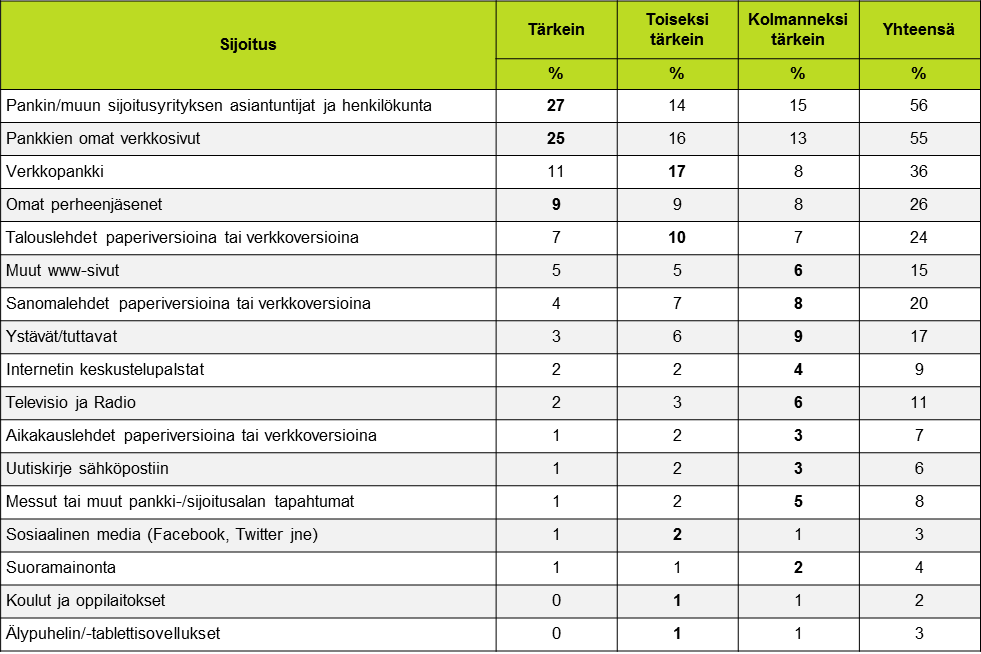 Sijoitus Tärkein Toiseksi tärkein Kolmanneksi tärkein Yhteensä
% % % %
Pankin/muun sijoitusyrityksen asiantuntijat ja henkilökunta 27 14 15 56
Pankkien omat verkkosivut 25 16 13 55
Verkkopankki 11 17 8 36
Omat perheenjäsenet 9 9 8 26
Talouslehdet paperiversioina tai verkkoversioina 7 10 7 24
Muut www-sivut 5 5 6 15
Sanomalehdet paperiversioina tai verkkoversioina 4 7 8 20
Ystävät/tuttavat 3 6 9 17
Internetin keskustelupalstat 2 2 4 9
Televisio ja Radio 2 3 6 11
Aikakauslehdet paperiversioina tai verkkoversioina 1 2 3 7
Uutiskirje sähköpostiin 1 2 3 6
Messut tai muut pankki-/sijoitusalan tapahtumat 1 2 5 8
Sosiaalinen media (Facebook, Twitter jne) 1 2 1 3
Suoramainonta 1 1 2 4
Koulut ja oppilaitokset 0 1 1 2
Älypuhelin/-tablettisovellukset 0 1 1 3